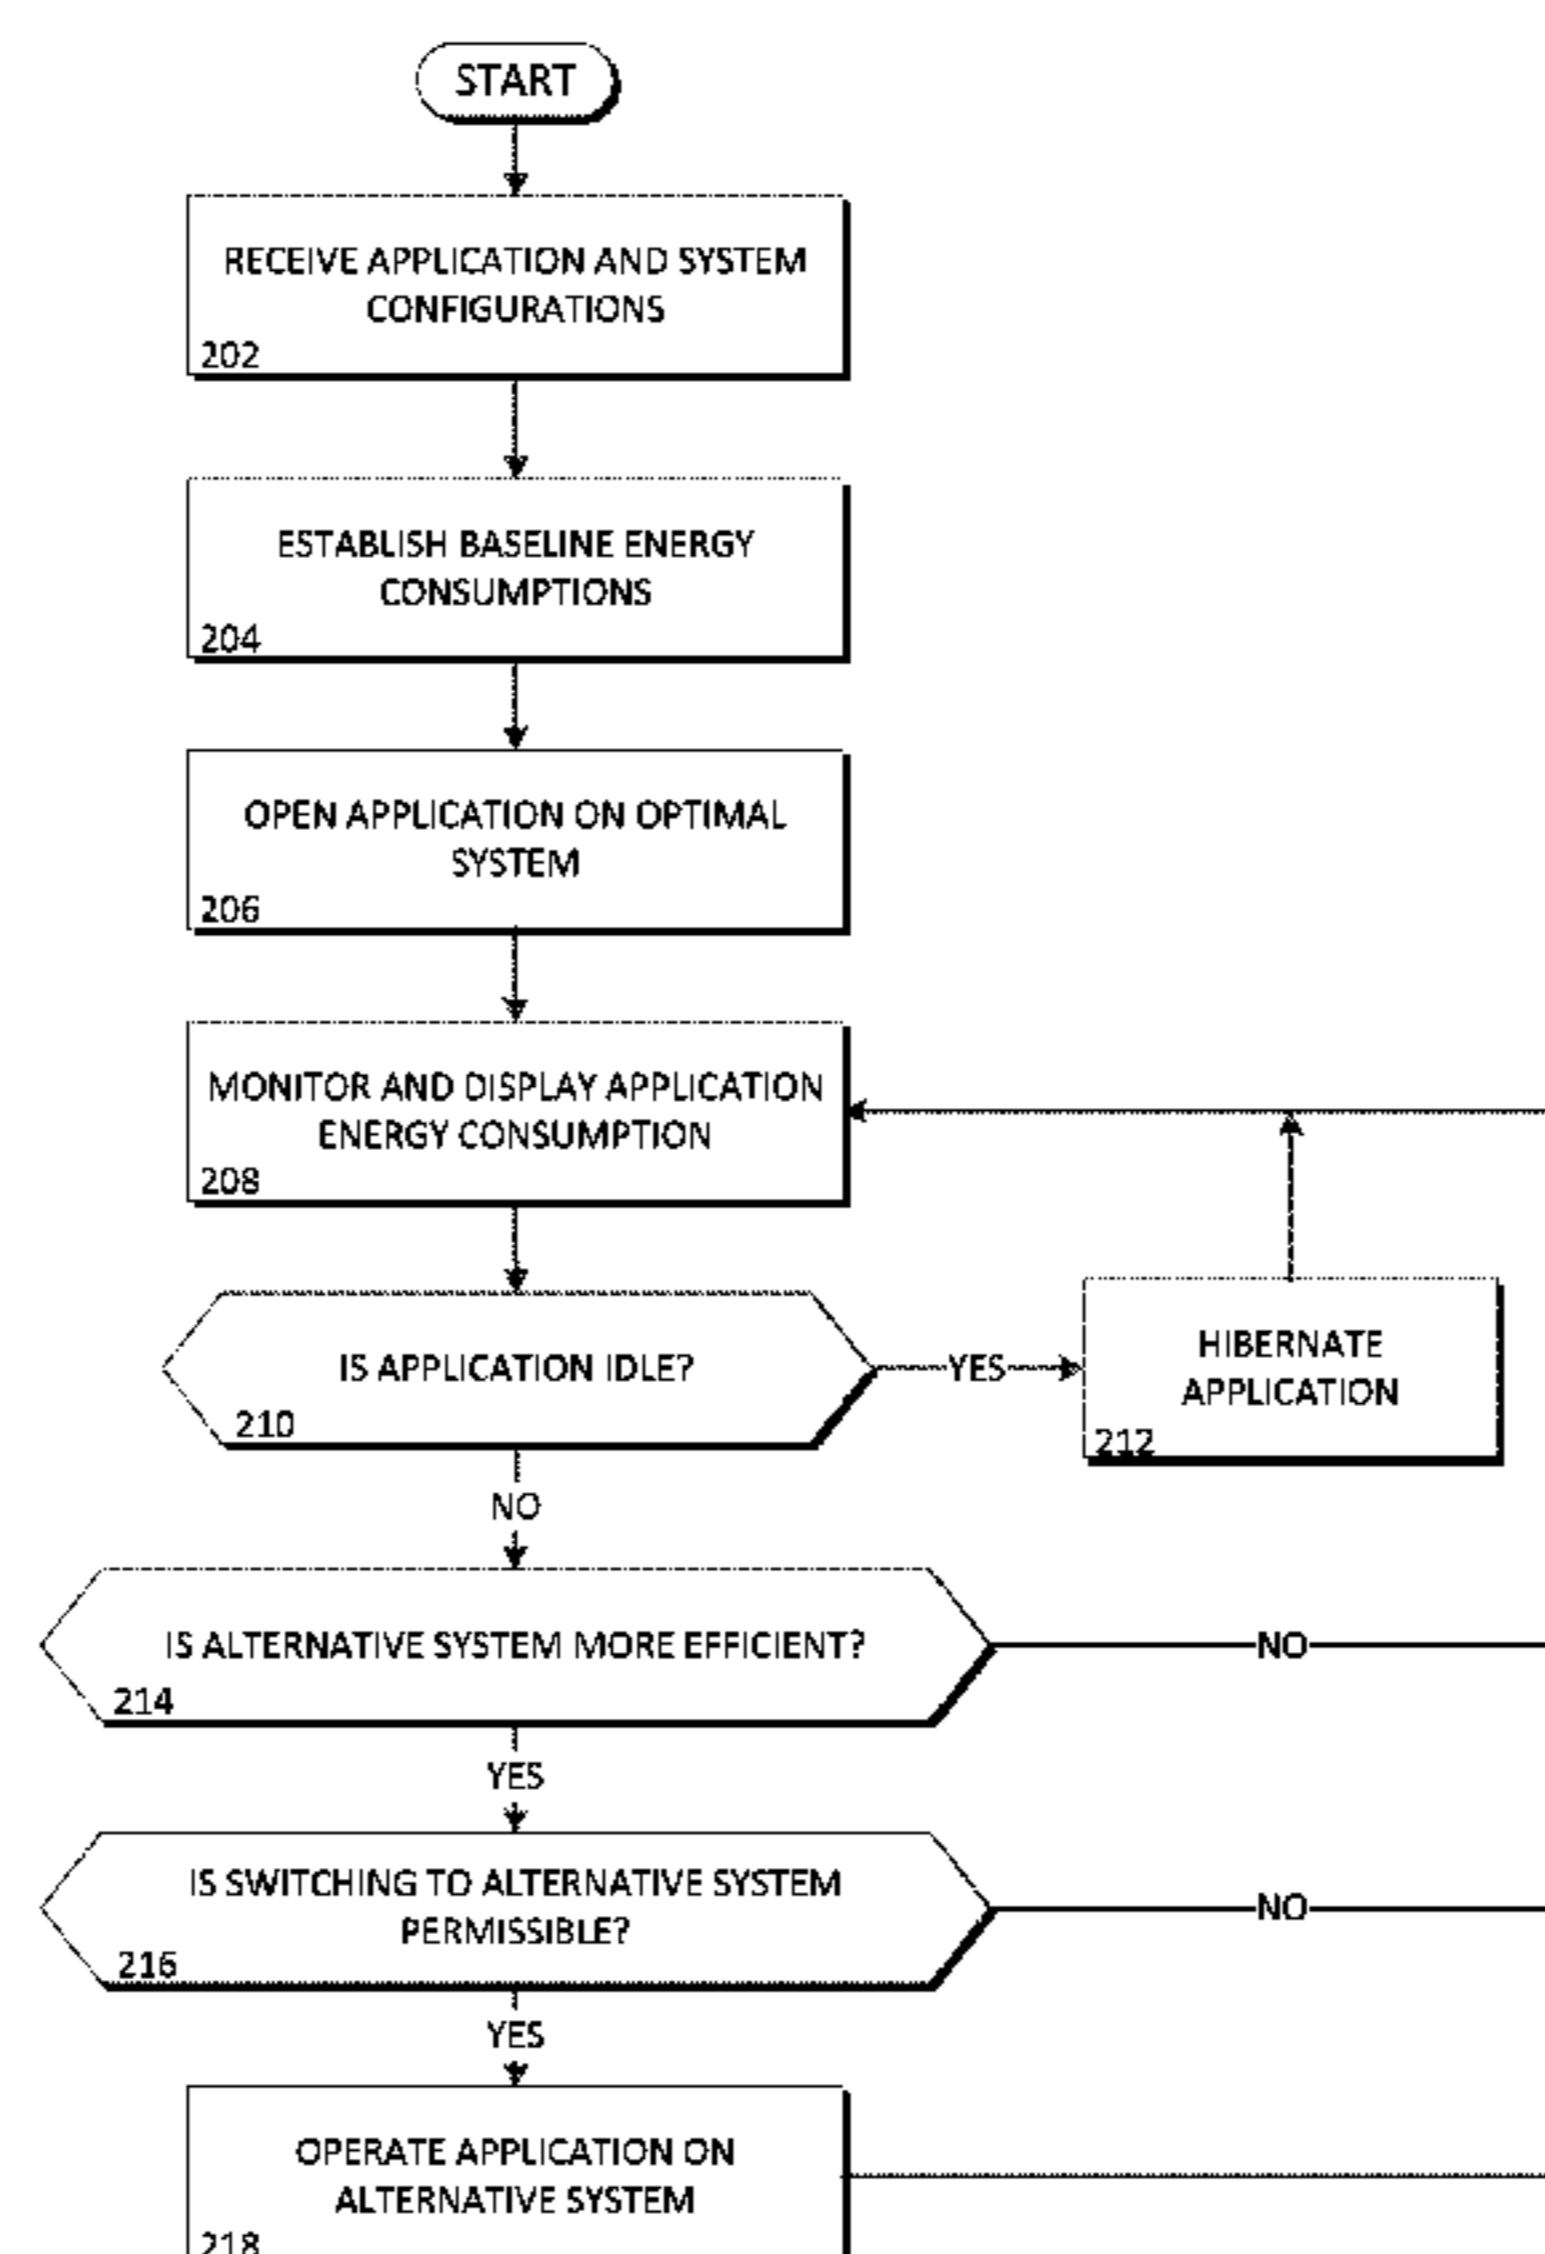 START
RECEIVE APPLICATION AND SYSTEM
CONFIGURATIONS
202
ESTABLISH BASELINE ENERGY
CONSUMPTIONS
204
OPEN APPLICATION ON OPTIMAL
SYSTEM
206
MONITOR AND DISPLAY APPLICATION
ENERGY CONSUMPTION
208
IS APPLICATION IDLE?
210
YES
HIBERNATE
APPLICATION
212
NO
IS ALTERNATIVE SYSTEM MORE EFFICIENT?
214
NO
YES
IS SWITCHING TO ALTERNATIVE SYSTEM
PERMISSIBLE?
216
NO
YES
OPERATE APPLICATION ON
ALTERNATIVE SYSTEM
218